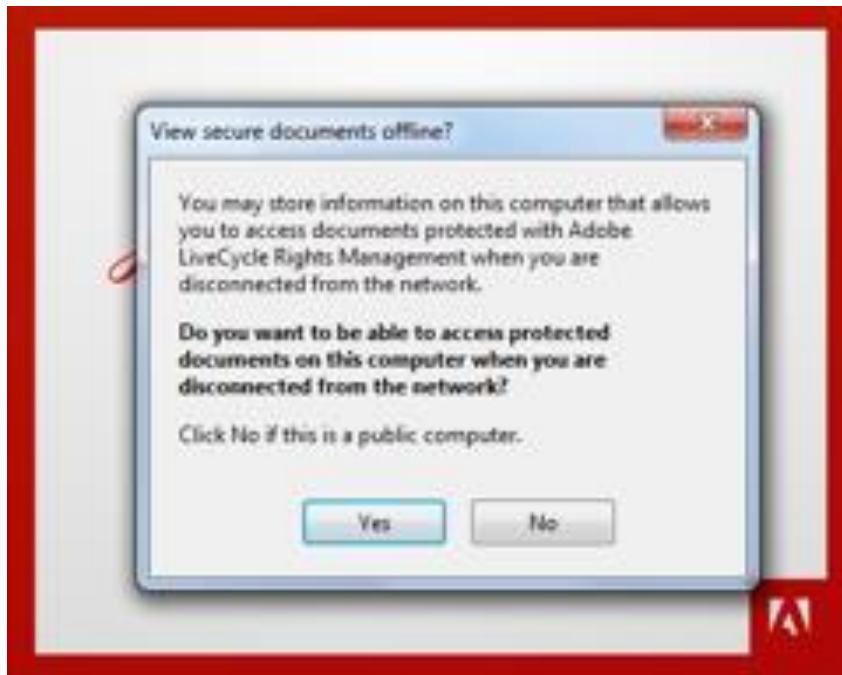 View secure documents offline?
You may store information on this computer that allows
you to access documents protected with Adobe
LiveCycle Rights Management when you are
disconnected from the network.
Do you want to be able to access protected
documents on this computer when you are
disconnected from the network?
Click No if this is a public computer.
Yes
No